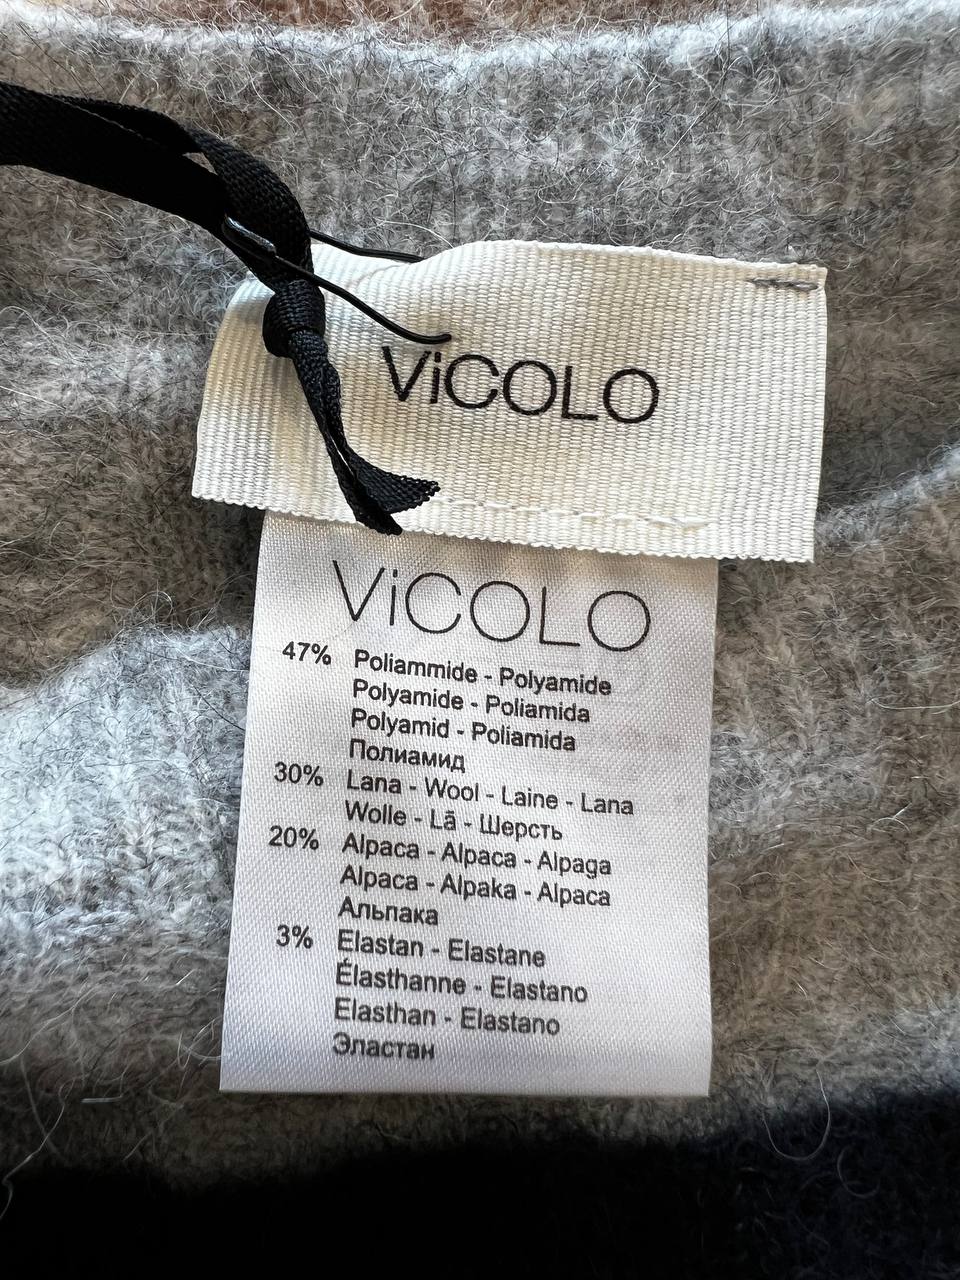 ViCOLO
ViCOLO
47% Poliammide - Polyamide
Polyamide - Poliamida
Polyamid - Poliamida
Полиамид
30% Lana - Wool - Laine - Lana
Wolle - Lã - Шерсть
20% Alpaca - Alpaca - Alpaga
Alpaca - Alpaka - Alpaca
Альпака
3% Elastan - Elastane
Élasthanne - Elastano
Elasthan - Elastano
Эластан